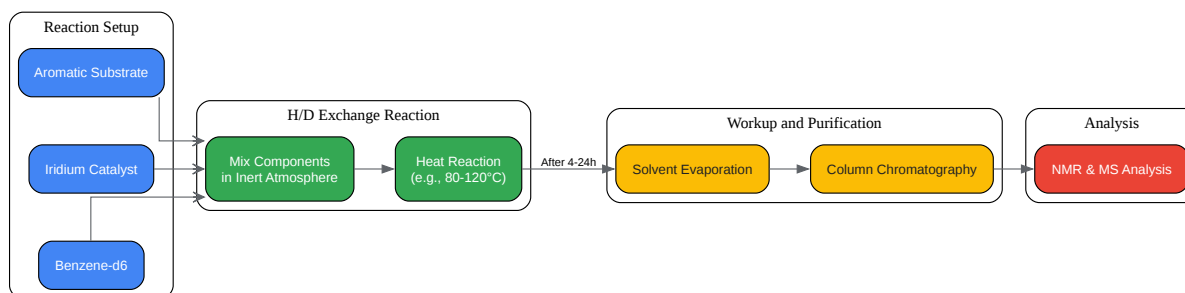 Reaction Setup
Aromatic Substrate
Iridium Catalyst
Benzene-d6
H/D Exchange Reaction
Mix Components
in Inert Atmosphere
Heat Reaction
(e.g., 80-120°C)
After 4-24h
Workup and Purification
Solvent Evaporation
Column Chromatography
Analysis
NMR & MS Analysis